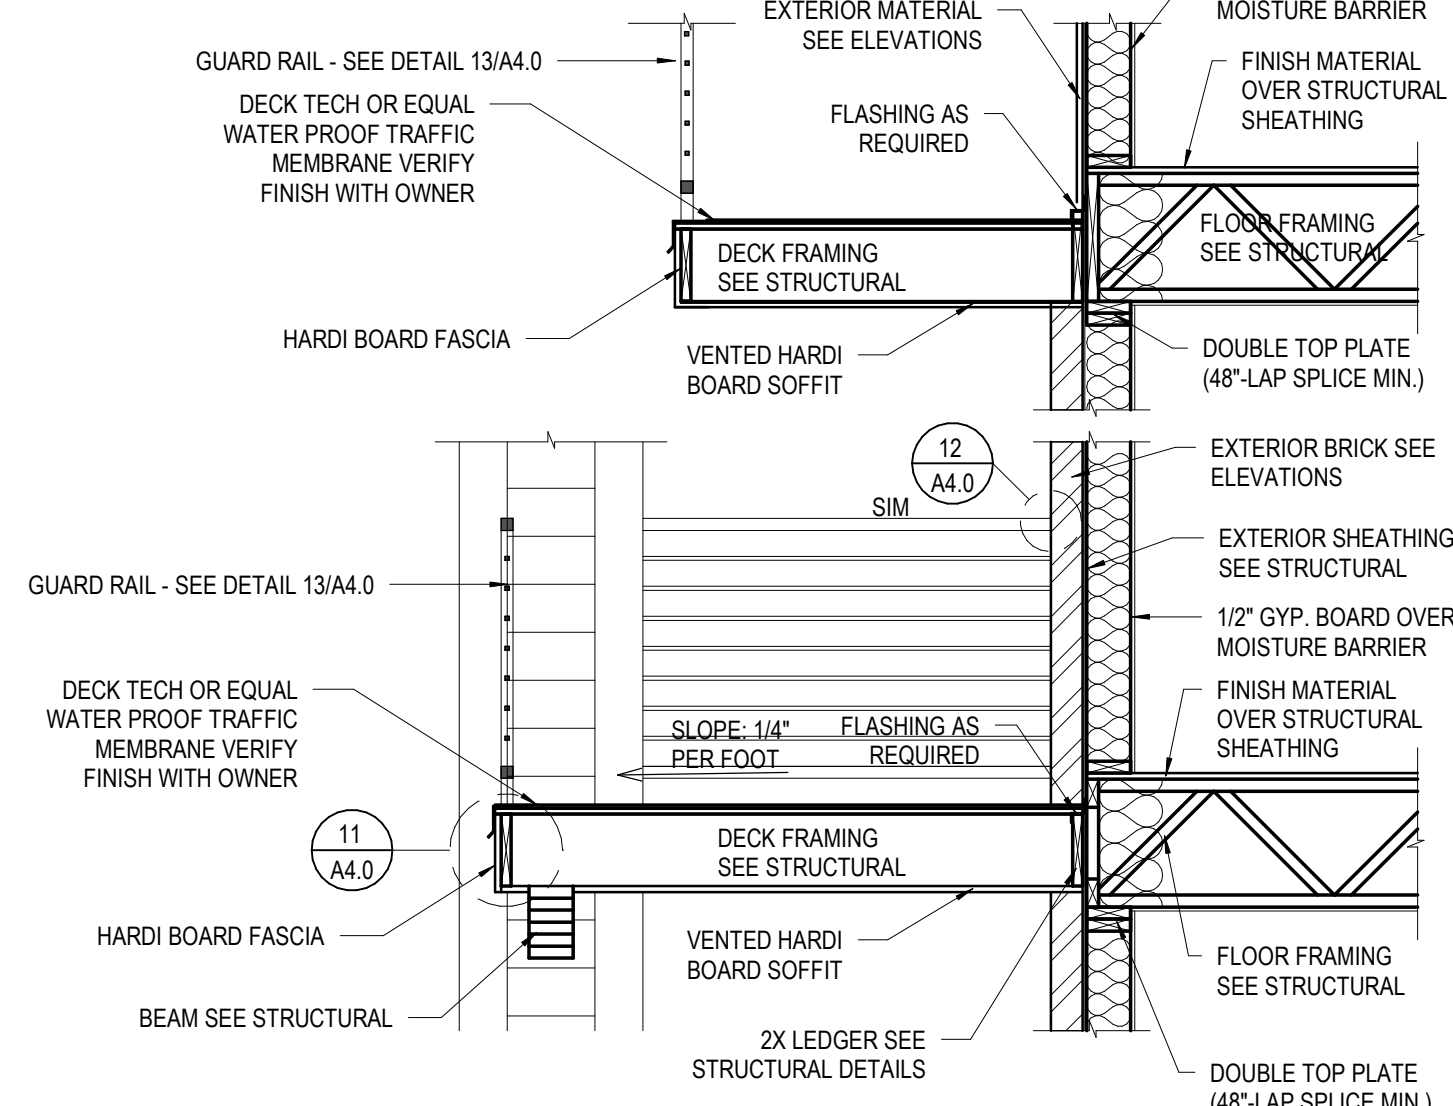 EXTERIOR MATERIAL
SEE ELEVATIONS
MOISTURE BARRIER
GUARD RAIL - SEE DETAIL 13/A4.0
FINISH MATERIAL
OVER STRUCTURAL
SHEATHING
DECK TECH OR EQUAL
WATER PROOF TRAFFIC
MEMBRANE VERIFY
FINISH WITH OWNER
FLASHING AS
REQUIRED
FLOOR FRAMING
SEE STRUCTURAL
DECK FRAMING
SEE STRUCTURAL
HARDI BOARD FASCIA
VENTED HARDI
BOARD SOFFIT
DOUBLE TOP PLATE
(48"-LAP SPLICE MIN.)
12
A4.0
SIM
EXTERIOR BRICK SEE
ELEVATIONS
EXTERIOR SHEATHING
SEE STRUCTURAL
GUARD RAIL - SEE DETAIL 13/A4.0
1/2" GYP. BOARD OVER
MOISTURE BARRIER
DECK TECH OR EQUAL
WATER PROOF TRAFFIC
MEMBRANE VERIFY
FINISH WITH OWNER
SLOPE: 1/4"
PER FOOT
FLASHING AS
REQUIRED
FINISH MATERIAL
OVER STRUCTURAL
SHEATHING
11
A4.0
DECK FRAMING
SEE STRUCTURAL
HARDI BOARD FASCIA
VENTED HARDI
BOARD SOFFIT
FLOOR FRAMING
SEE STRUCTURAL
BEAM SEE STRUCTURAL
2X LEDGER SEE
STRUCTURAL DETAILS
DOUBLE TOP PLATE
(48"-LAP SPLICE MIN.)